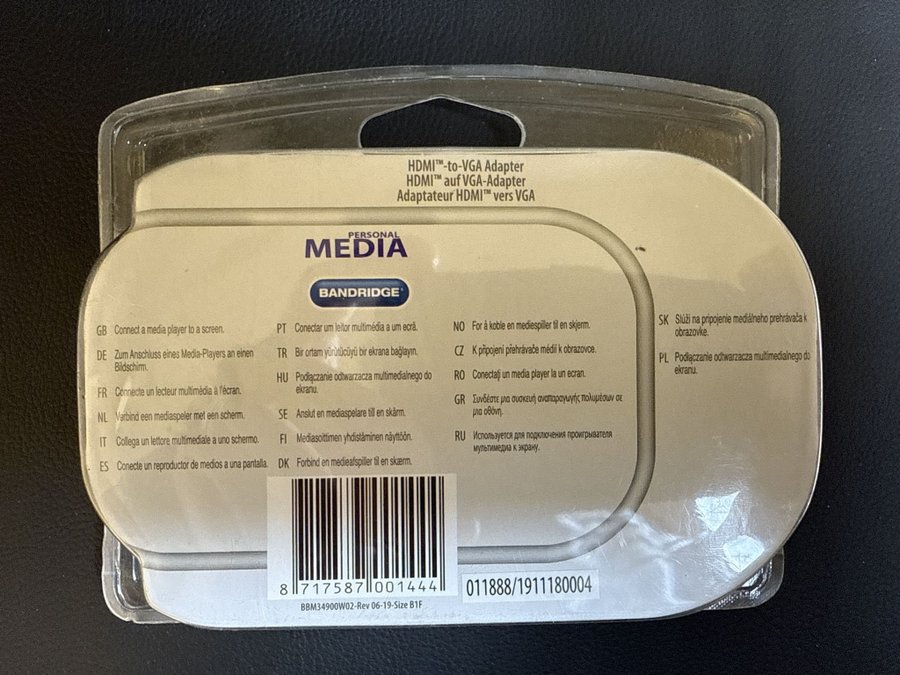 HDMI™-to-VGA Adapter
HDMI™ auf VGA-Adapter
Adaptateur HDMI™ vers VGA
PERSONAL
MEDIA
BANDRIDGE®
GB Connect a media player to a screen.
DE Zum Anschluss eines Media-Players an einen
Bildschirm.
FR Connecte un lecteur multimédia à l'écran.
NL Verbind een mediaspeler met een scherm.
IT Collega un lettore multimediale a uno schermo.
ES Conecte un reproductor de medios a una pantalla.
PT Conectar um leitor multimédia a um ecrã.
TR Bir ortam yürütücüyü bir ekrana bağlayın.
HU Podłączanie odtwarzacza multimedialnego do
ekranu.
SE Anslut en mediaspelare till en skärm.
FI Mediasoittimen yhdistäminen näyttöön.
DK Forbind en medieafspiller til en skærm.
NO For å koble en mediespiller til en skjerm.
CZ K připojení přehrávače médií k obrazovce.
RO Conectaţi un media player la un ecran.
GR Συνδέστε μια συσκευή αναπαραγωγής πολυμέσων σε
μια οθόνη.
RU Используется для подключения проигрывателя
мультимедиа к экрану.
SK Slúži na pripojenie mediálneho prehrávača k
obrazovke.
PL Podłączanie odtwarzacza multimedialnego do
ekranu.
8 717587 001444
BBM34900W02-Rev 06-19-Size B1F
011888/1911180004